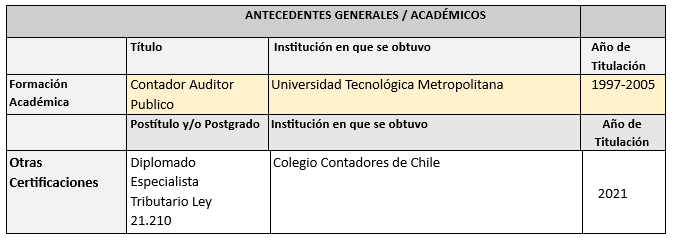 ANTECEDENTES GENERALES / ACADÉMICOS
Título Institución en que se obtuvo Año de
Titulación
Formación Contador Auditor Universidad Tecnológica Metropolitana 1997-2005
Académica Publico
Postítulo y/o Postgrado Institución en que se obtuvo Año de
Titulación
Otras Diplomado Colegio Contadores de Chile
Certificaciones Especialista
Tributario Ley 2021
21.210